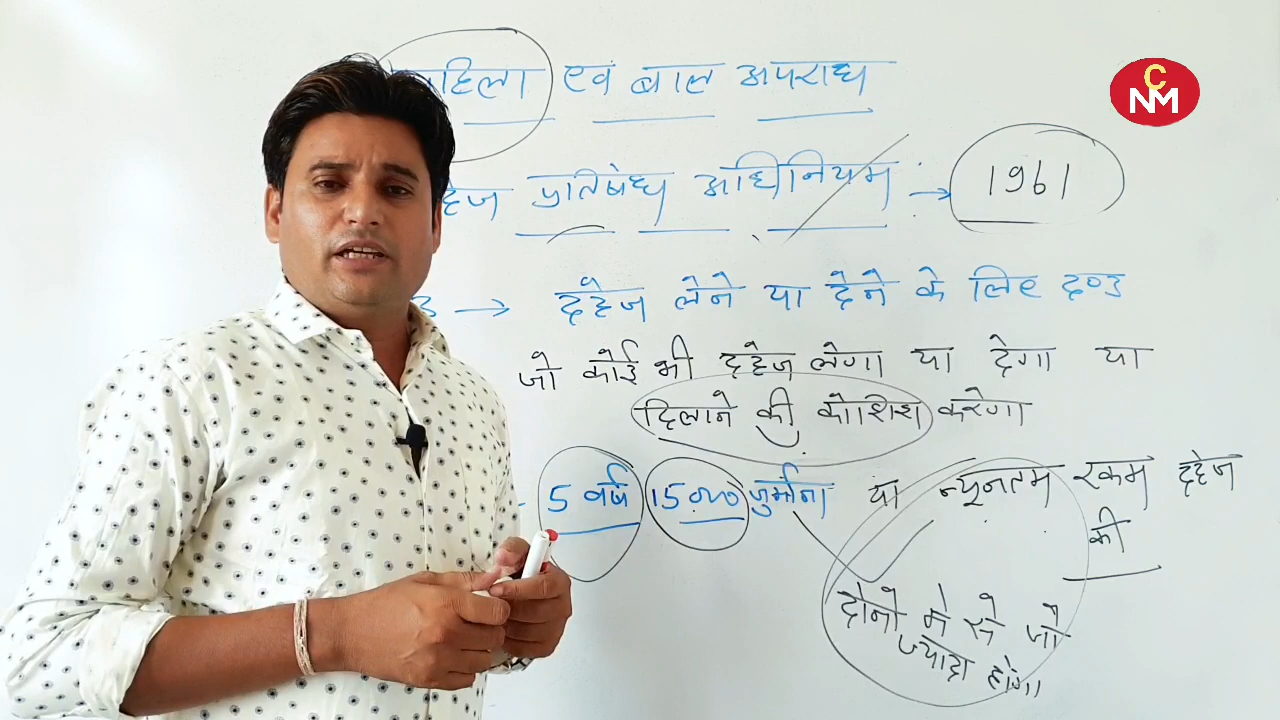 महिला एवं बाल अपराध
C
NM
दहेज प्रतिषेध अधिनियम → 1961
3 → दहेज लेने या देने के लिए दण्ड
जो कोई भी दहेज लेगा या देगा या
दिलाने की कोशिश करेगा
5 वर्ष 15000 जुर्माना या न्यूनतम रकम दहेज
की
दोनो मे से जो
ज्यादा होगा